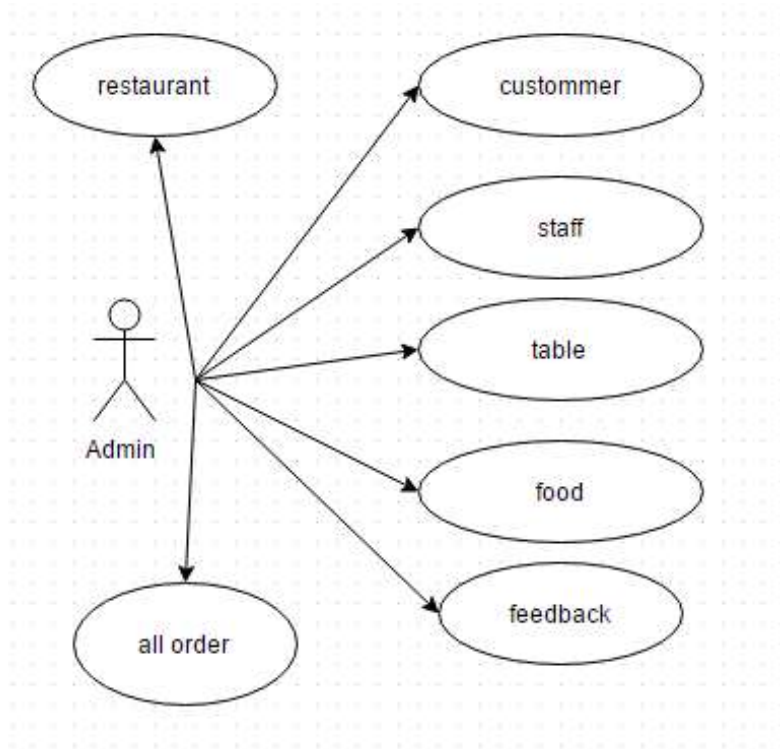 restaurant
custommer
staff
table
Admin
food
feedback
all order